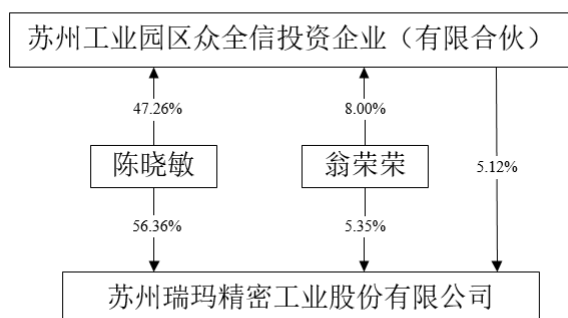 苏州工业园区众全信投资企业（有限合伙）
47.26%
8.00%
陈晓敏
翁荣荣
5.12%
56.36%
5.35%
苏州瑞玛精密工业股份有限公司